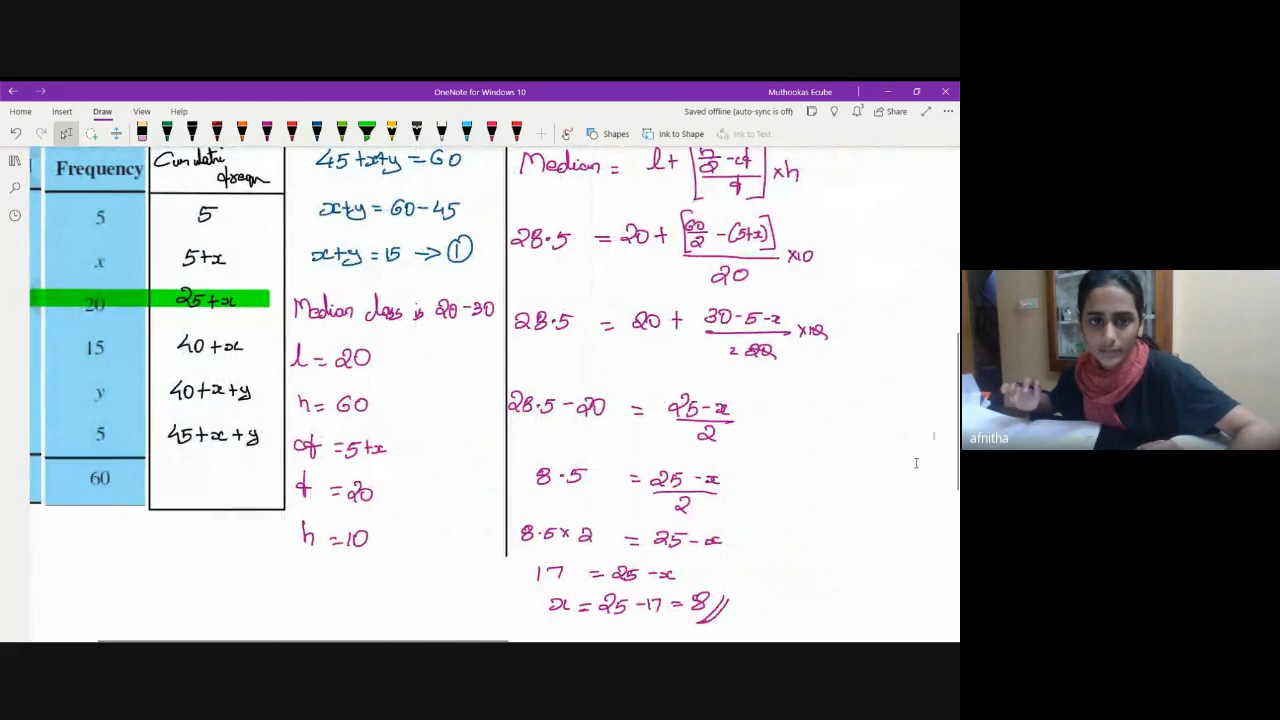 OneNote for Windows 10
Muthookas Ecube
Home Insert Draw View Help
Saved offline (auto-sync is off)
Share
Shapes
Ink to Shape
Ink to Text
Frequency
5
x
20
15
y
5
60
5
5+x
25+x
40+x
40+x+y
45+x+y
45+x+y = 60
x+y = 60-45
x+y = 15 → ①
Median class is 20-30
l = 20
n = 60
cf = 5+x
f = 20
h = 10
Median = l + [n/2 - cf / f] × h
28.5 = 20 + [60/2 - (5+x)] / 20 × 10
28.5 = 20 + 30-5-x / 2 20 × 10
28.5 - 20 = 25-x / 2
8.5 = 25-x / 2
8.5 × 2 = 25-x
17 = 25-x
x = 25-17 = 8//
afnitha